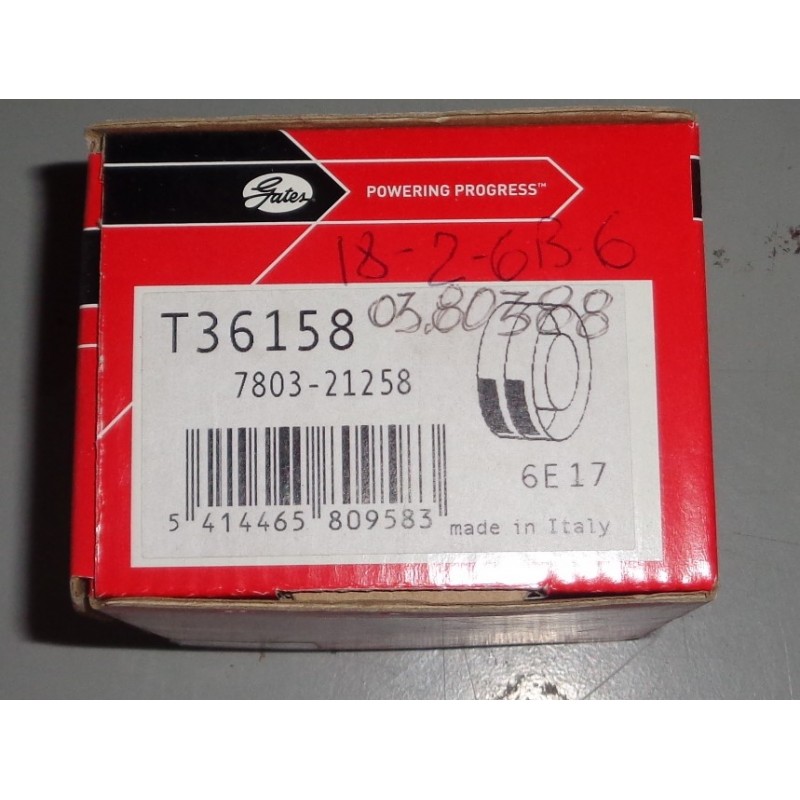 Gates
POWERING PROGRESS™
18-2-6B-6
03.80388
T36158
7803-21258
6E17
5 414465 809583
made in Italy